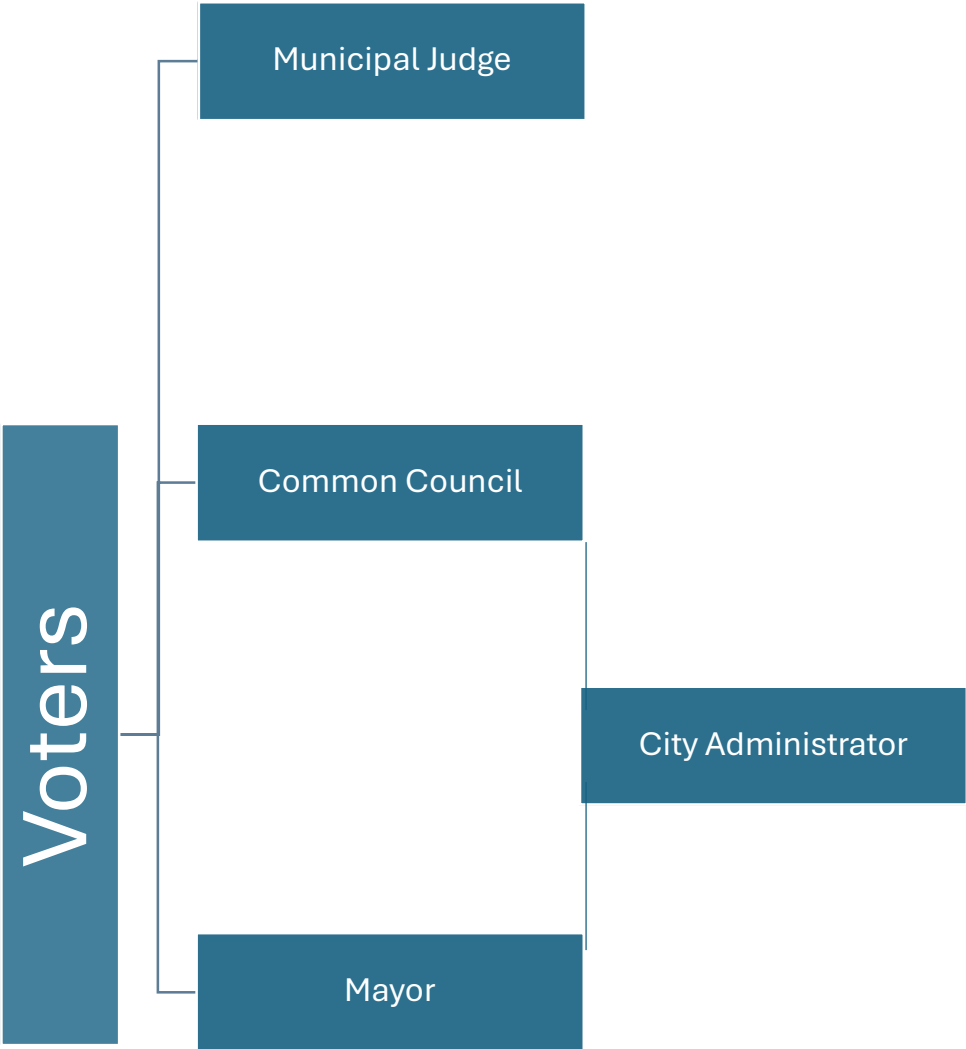 Municipal Judge
Common Council
Voters
City Administrator
Mayor